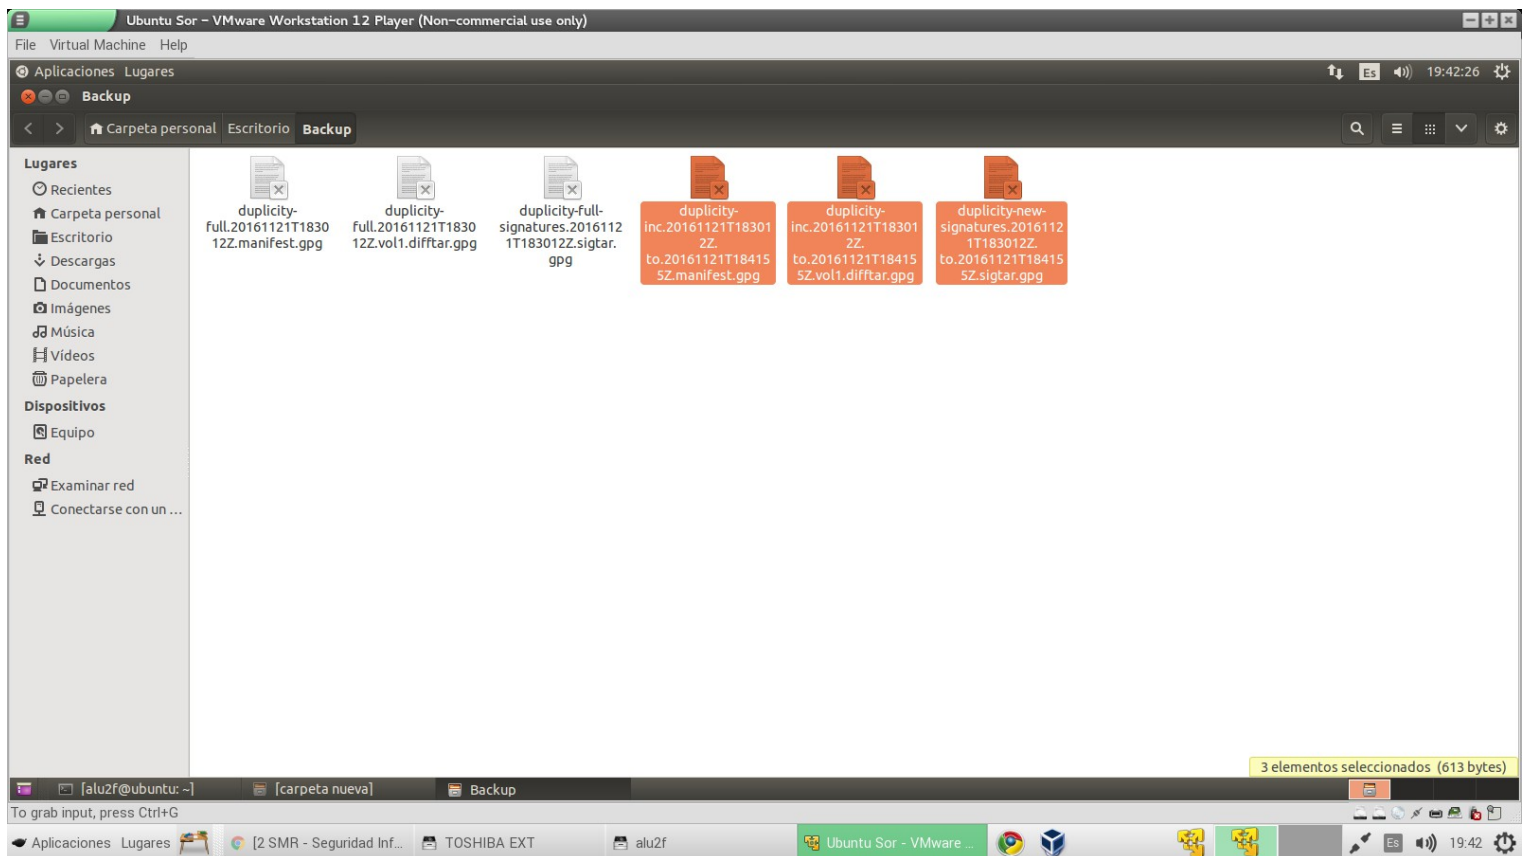 Ubuntu Sor – VMware Workstation 12 Player (Non-commercial use only)
File Virtual Machine Help
Aplicaciones Lugares Es 19:42:26
Backup
Carpeta personal Escritorio Backup
Lugares
Recientes
Carpeta personal
Escritorio
Descargas
Documentos
Imágenes
Música
Vídeos
Papelera
Dispositivos
Equipo
Red
Examinar red
Conectarse con un ...
duplicity-
full.20161121T1830
12Z.manifest.gpg
duplicity-
full.20161121T1830
12Z.vol1.difftar.gpg
duplicity-full-
signatures.2016112
1T183012Z.sigtar.
gpg
duplicity-
inc.20161121T18301
2Z.
to.20161121T18415
5Z.manifest.gpg
duplicity-
inc.20161121T18301
2Z.
to.20161121T18415
5Z.vol1.difftar.gpg
duplicity-new-
signatures.2016112
1T183012Z.
to.20161121T18415
5Z.sigtar.gpg
3 elementos seleccionados (613 bytes)
[alu2f@ubuntu: ~] [carpeta nueva] Backup
To grab input, press Ctrl+G
Aplicaciones Lugares [2 SMR - Seguridad Inf... TOSHIBA EXT alu2f Ubuntu Sor - VMware ... Es 19:42